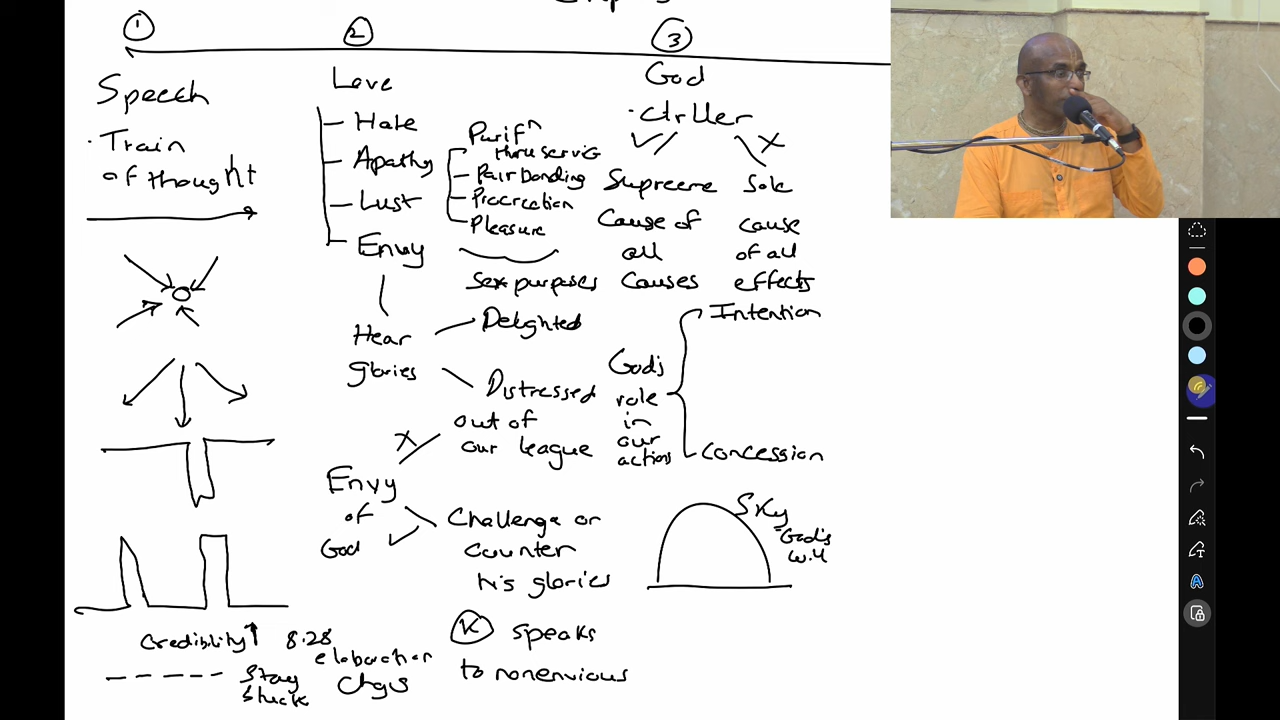 1
Speech
· Train
of thought
Credibility↑ 8.28
elaboration
Stay
stuck
Chgs
2
Love
Hate
Apathy
Lust
Envy
Purifn
thru service
Pair bonding
Procreation
Pleasure
Sex purposes
Hear
glories
Delighted
Distressed
out of
our league
Envy
of
God
Challenge or
counter
his glories
K speaks
to nonenvious
3
God
· Ctrller
Supreme
Cause of
all
Causes
Sole
cause
of all
effects
God's
role
in
our
actions
Intention
Concession
Sky
God's
will